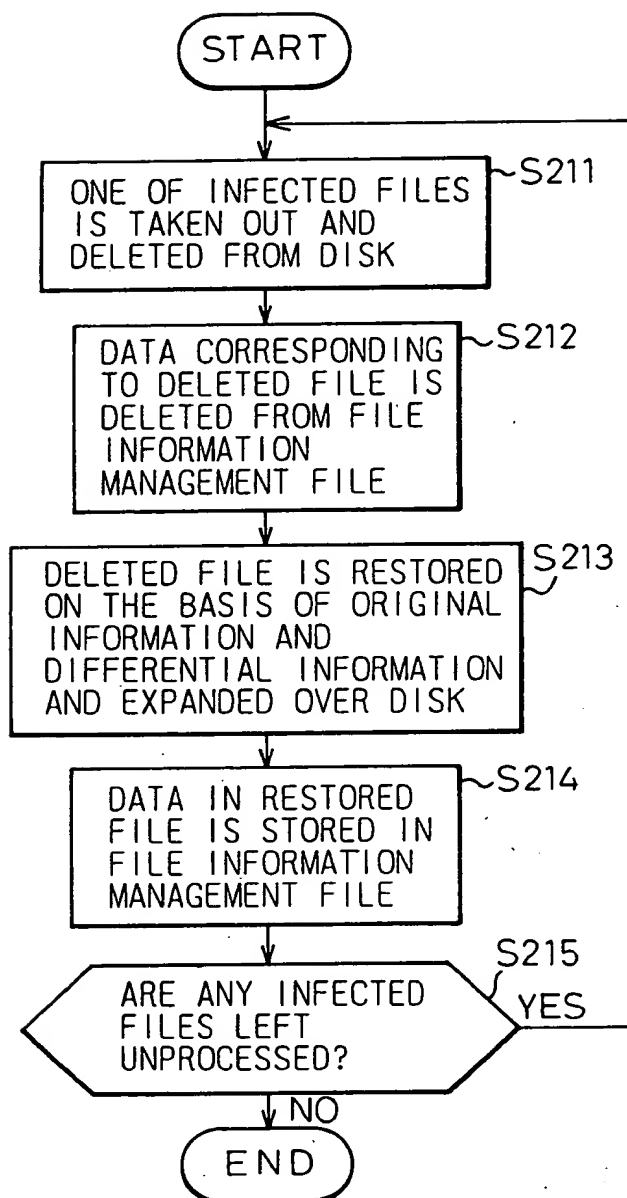 START
S211
ONE OF INFECTED FILES
IS TAKEN OUT AND
DELETED FROM DISK
S212
DATA CORRESPONDING
TO DELETED FILE IS
DELETED FROM FILE
INFORMATION
MANAGEMENT FILE
S213
DELETED FILE IS RESTORED
ON THE BASIS OF ORIGINAL
INFORMATION AND
DIFFERENTIAL INFORMATION
AND EXPANDED OVER DISK
S214
DATA IN RESTORED
FILE IS STORED IN
FILE INFORMATION
MANAGEMENT FILE
S215
ARE ANY INFECTED
FILES LEFT
UNPROCESSED?
YES
NO
END